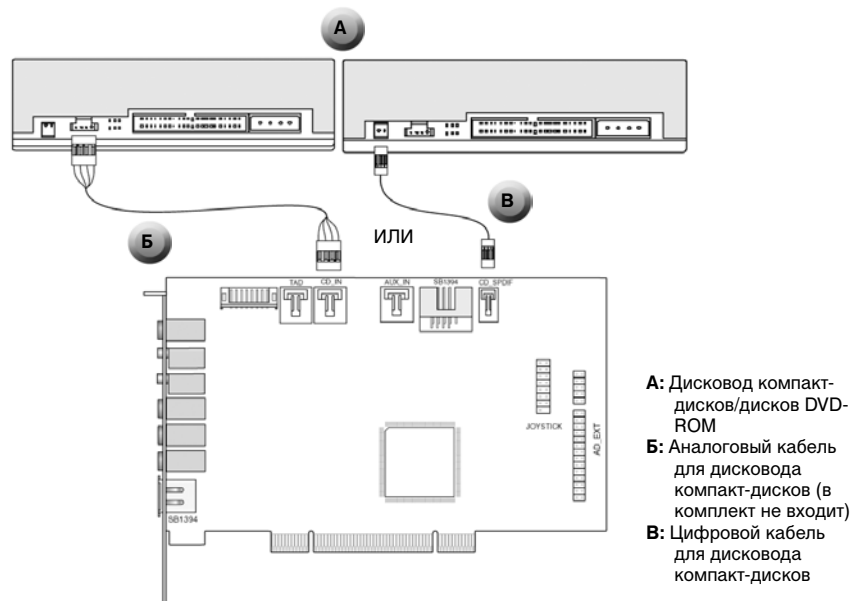 А
В
Б
ИЛИ
TAD
CD_IN
AUX_IN
SB1394
CD_SPDIF
JOYSTICK
AD_EXT
SB1394
А: Дисковод компакт-
дисков/дисков DVD-
ROM
Б: Аналоговый кабель
для дисковода
компакт-дисков (в
комплект не входит)
В: Цифровой кабель
для дисковода
компакт-дисков